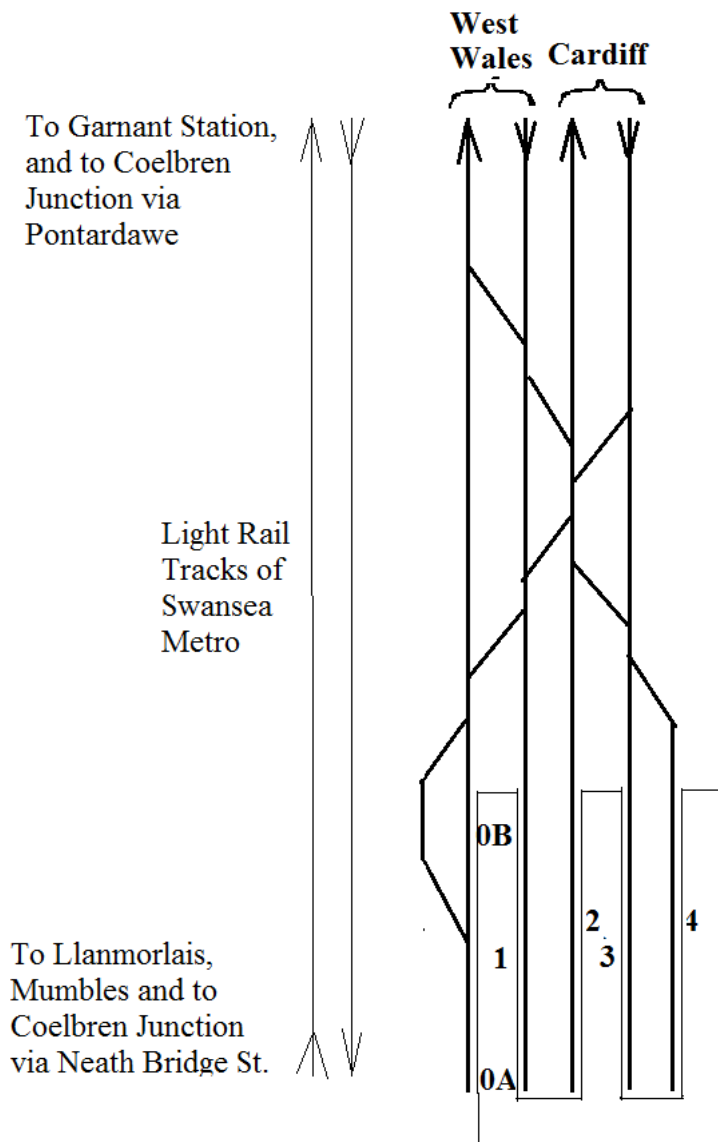 West
Wales
Cardiff
To Garnant Station,
and to Coelbren
Junction via
Pontardawe
Light Rail
Tracks of
Swansea
Metro
0B
2
4
1
3
To Llanmorlais,
Mumbles and to
Coelbren Junction
via Neath Bridge St.
0A